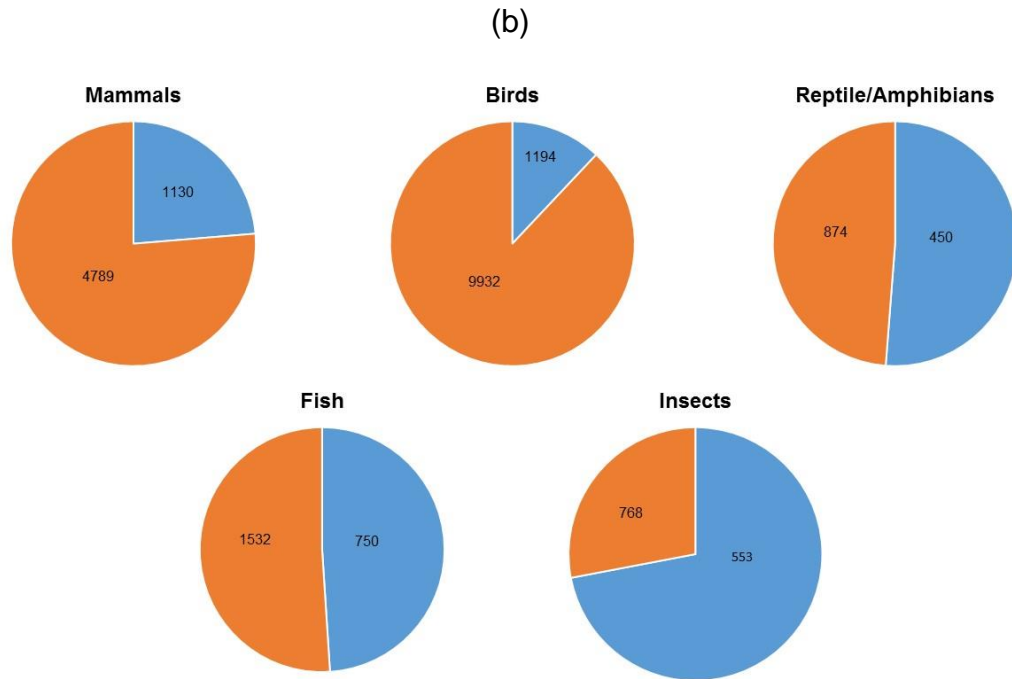 (b)
Mammals
1130
4789
Birds
1194
9932
Reptile/Amphibians
874
450
Fish
1532
750
Insects
768
553